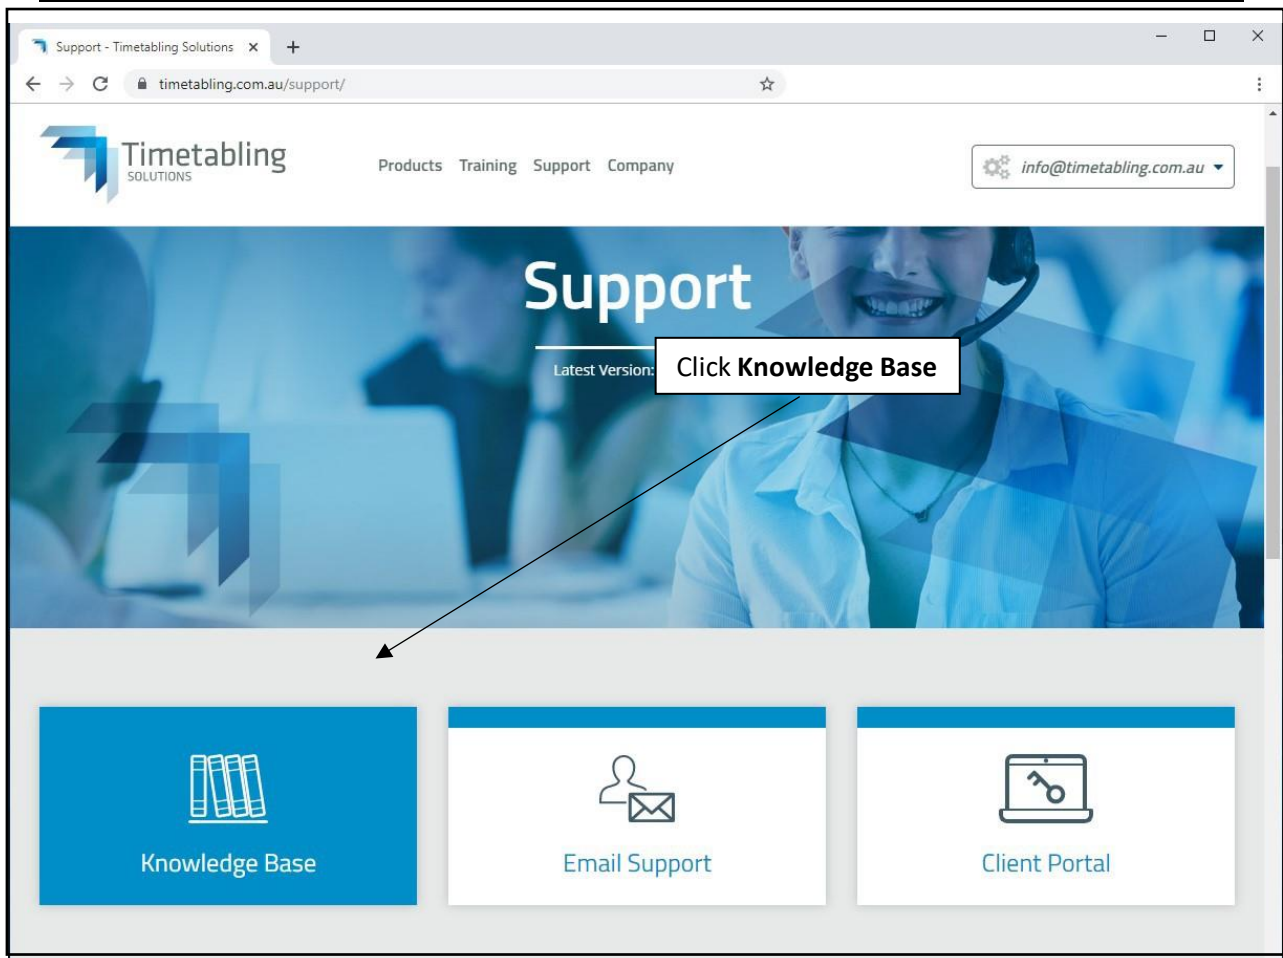 Support - Timetabling Solutions
timetabling.com.au/support/
Timetabling
SOLUTIONS
Products Training Support Company
info@timetabling.com.au
Support
Latest Version:
Click Knowledge Base
Knowledge Base
Email Support
Client Portal